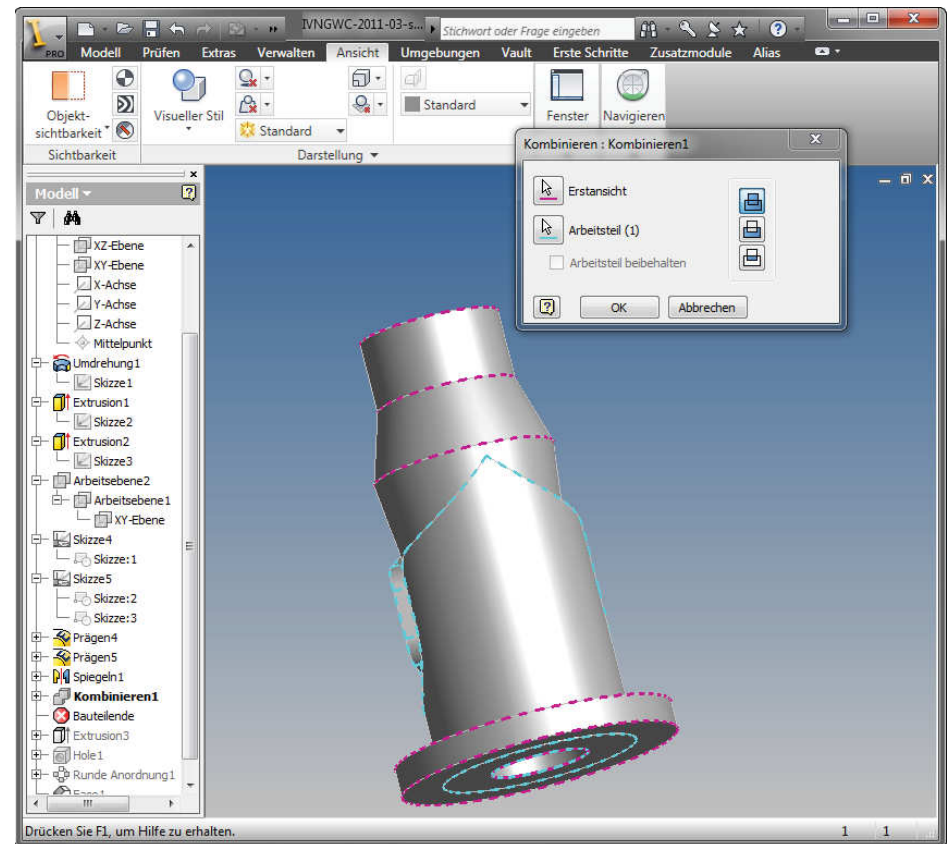 IVNGWC-2011-03-s... Stichwort oder Frage eingeben
PRO Modell Prüfen Extras Verwalten Ansicht Umgebungen Vault Erste Schritte Zusatzmodule Alias
Objekt-
sichtbarkeit
Visueller Stil
Standard
Standard
Fenster Navigieren
Sichtbarkeit Darstellung
Kombinieren : Kombinieren1
Erstansicht
Arbeitsteil (1)
Arbeitsteil beibehalten
OK Abbrechen
Modell
XZ-Ebene
XY-Ebene
X-Achse
Y-Achse
Z-Achse
Mittelpunkt
Umdrehung1
Skizze1
Extrusion1
Skizze2
Extrusion2
Skizze3
Arbeitsebene2
Arbeitsebene1
XY-Ebene
Skizze4
Skizze:1
Skizze5
Skizze:2
Skizze:3
Prägen4
Prägen5
Spiegeln1
Kombinieren1
Bauteilende
Extrusion3
Hole1
Runde Anordnung1
Drücken Sie F1, um Hilfe zu erhalten. 1 1